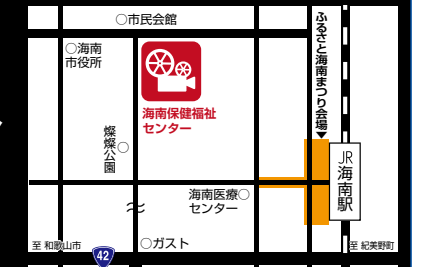 ○市民会館
○海南
市役所
海南保健福祉
センター
ふるさと海南まつり会場▼
燦燦公園○
JR海南駅
海南医療○
センター
至 和歌山市
42
○ガスト
至 紀美野町